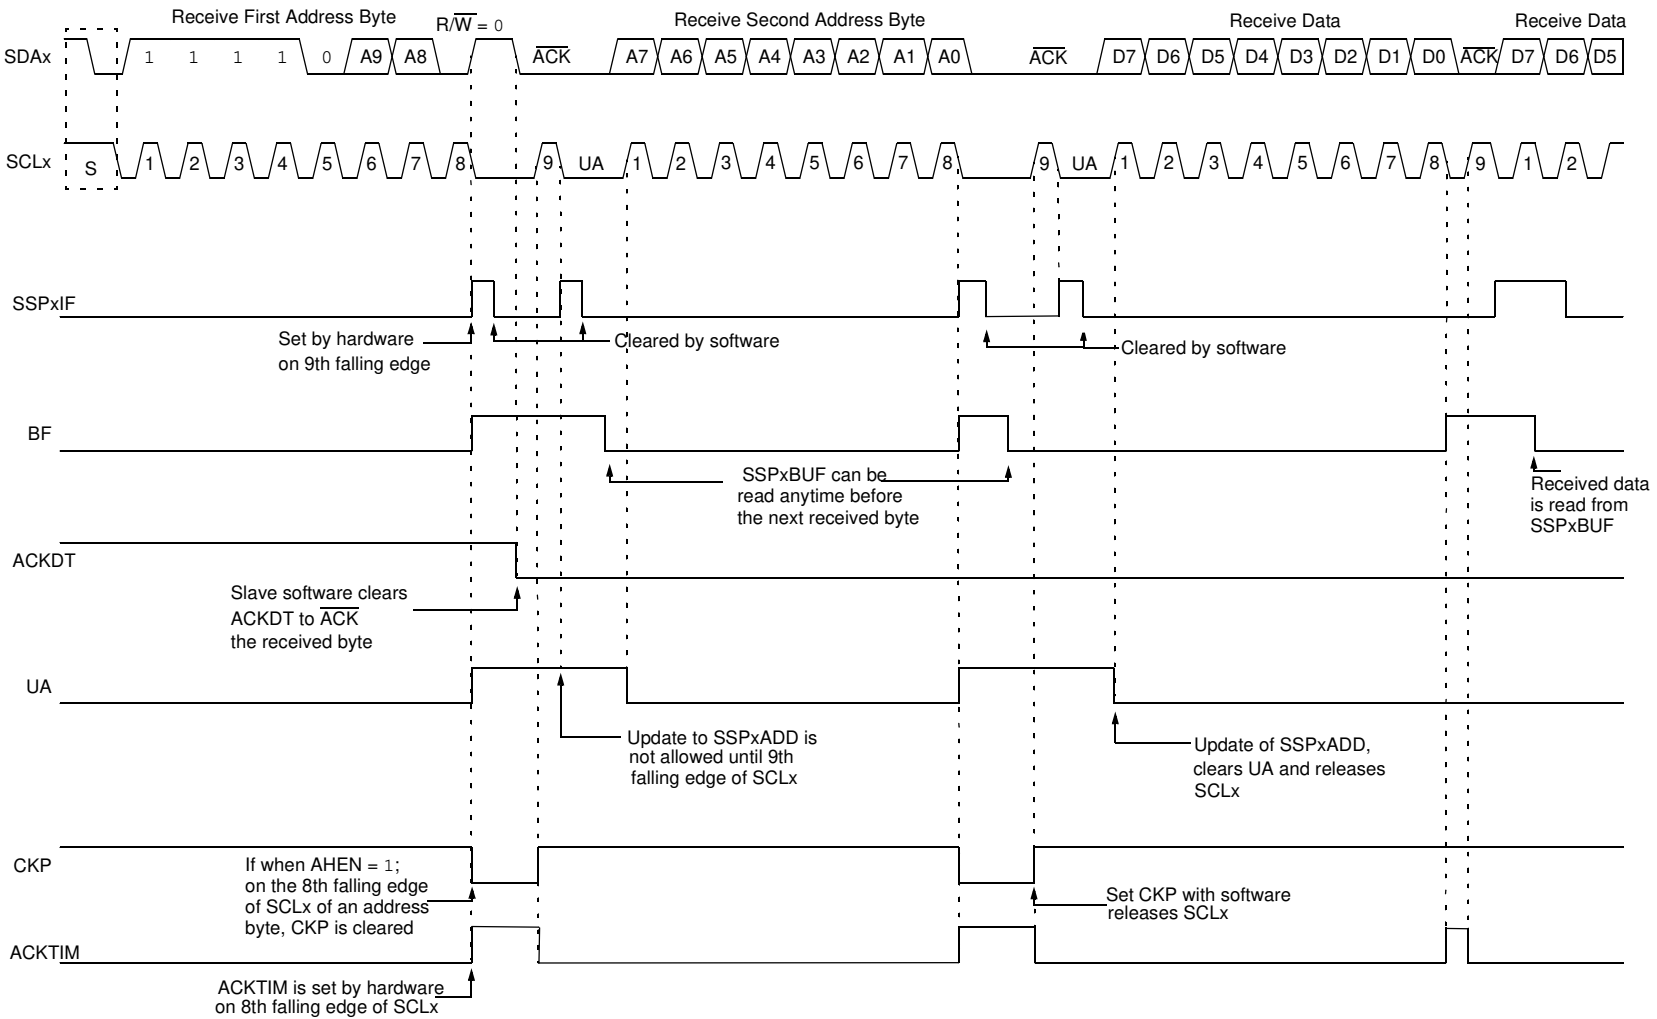 Receive First Address Byte
R/W = 0
Receive Second Address Byte
Receive Data
Receive Data
SDAx
1 1 1 1 0 A9 A8
ACK
A7 A6 A5 A4 A3 A2 A1 A0
ACK
D7 D6 D5 D4 D3 D2 D1 D0
ACK
D7 D6 D5
SCLx
S
1 2 3 4 5 6 7 8
9
UA
1 2 3 4 5 6 7 8
9
UA
1 2 3 4 5 6 7 8
9
1 2
SSPxIF
Set by hardware
on 9th falling edge
Cleared by software
Cleared by software
BF
SSPxBUF can be
read anytime before
the next received byte
Received data
is read from
SSPxBUF
ACKDT
Slave software clears
ACKDT to ACK
the received byte
UA
Update to SSPxADD is
not allowed until 9th
falling edge of SCLx
Update of SSPxADD,
clears UA and releases
SCLx
CKP
If when AHEN = 1;
on the 8th falling edge
of SCLx of an address
byte, CKP is cleared
Set CKP with software
releases SCLx
ACKTIM
ACKTIM is set by hardware
on 8th falling edge of SCLx